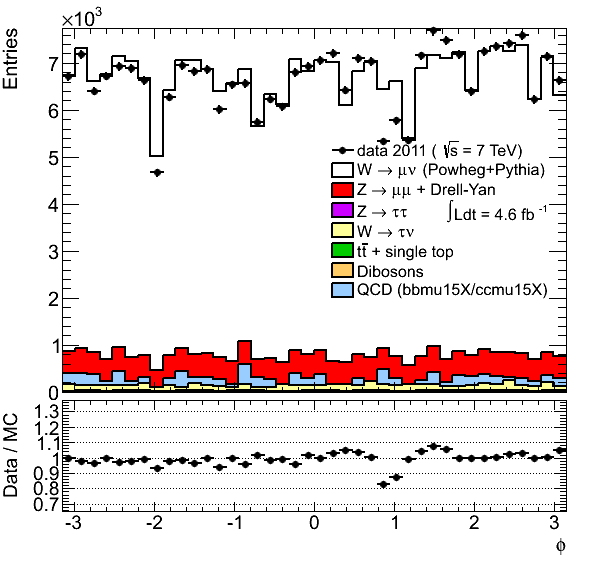 ×10³
Entries
7
6
5
4
3
2
1
0
data 2011 ( √s = 7 TeV)
W → μν (Powheg+Pythia)
Z → μμ + Drell-Yan
Z → ττ
∫Ldt = 4.6 fb⁻¹
W → τν
tt̄ + single top
Dibosons
QCD (bbmu15X/ccmu15X)
Data / MC
1.3
1.2
1.1
1
0.9
0.8
0.7
-3 -2 -1 0 1 2 3
ϕ